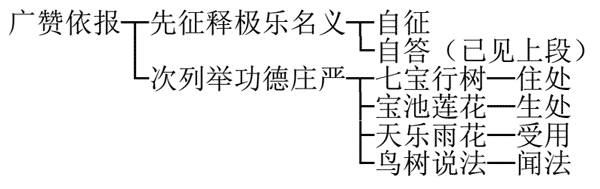 广赞依报 先征释极乐名义 自征
自答（已见上段）
次列举功德庄严 七宝行树 住处
宝池莲花 生处
天乐雨花 受用
鸟树说法 闻法